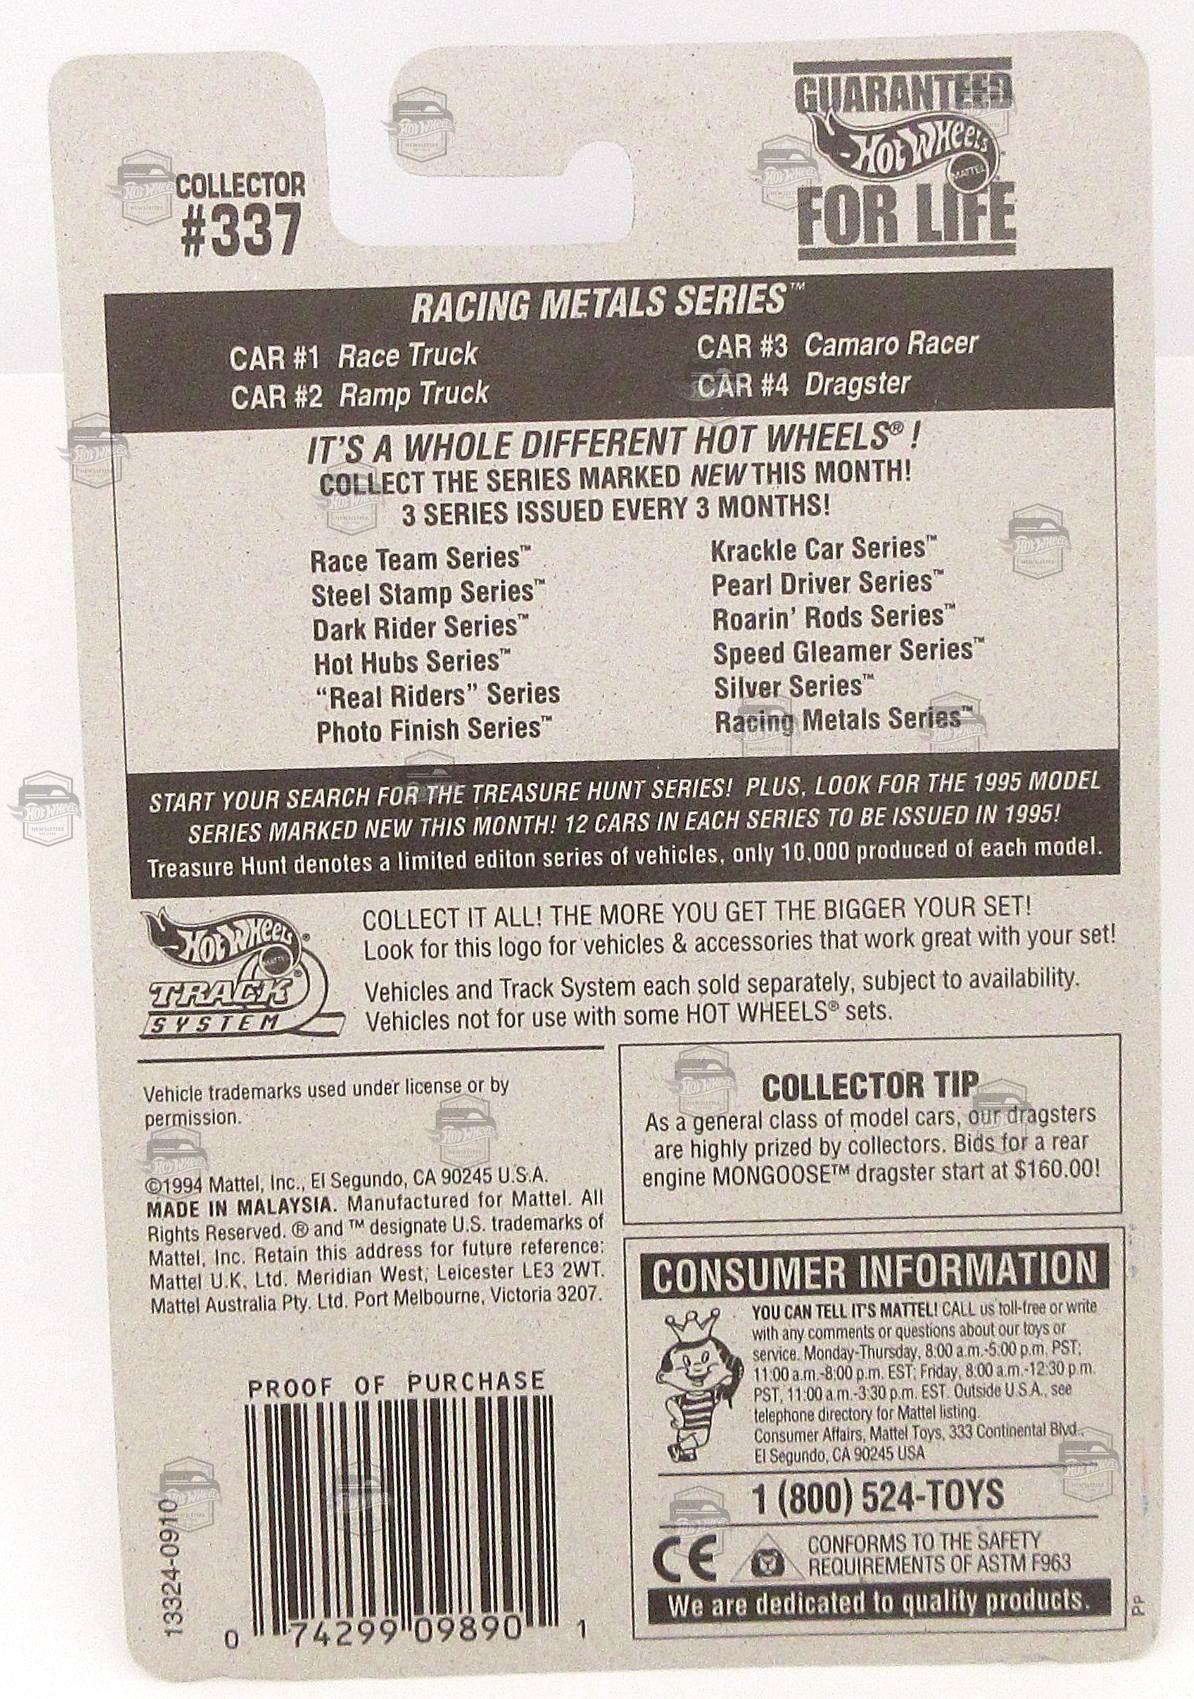 COLLECTOR
#337
GUARANTEED
Hot Wheels
MATTEL
FOR LIFE
RACING METALS SERIES™
CAR #1 Race Truck
CAR #2 Ramp Truck
CAR #3 Camaro Racer
CAR #4 Dragster
IT'S A WHOLE DIFFERENT HOT WHEELS® !
COLLECT THE SERIES MARKED NEW THIS MONTH!
3 SERIES ISSUED EVERY 3 MONTHS!
Race Team Series™
Steel Stamp Series™
Dark Rider Series™
Hot Hubs Series™
“Real Riders” Series
Photo Finish Series™
Krackle Car Series™
Pearl Driver Series™
Roarin' Rods Series™
Speed Gleamer Series™
Silver Series™
Racing Metals Series™
START YOUR SEARCH FOR THE TREASURE HUNT SERIES! PLUS, LOOK FOR THE 1995 MODEL
SERIES MARKED NEW THIS MONTH! 12 CARS IN EACH SERIES TO BE ISSUED IN 1995!
Treasure Hunt denotes a limited editon series of vehicles, only 10,000 produced of each model.
Hot Wheels®
MATTEL
TRACK®
SYSTEM
COLLECT IT ALL! THE MORE YOU GET THE BIGGER YOUR SET!
Look for this logo for vehicles & accessories that work great with your set!
Vehicles and Track System each sold separately, subject to availability.
Vehicles not for use with some HOT WHEELS® sets.
Vehicle trademarks used under license or by
permission.
©1994 Mattel, Inc., El Segundo, CA 90245 U.S.A.
MADE IN MALAYSIA. Manufactured for Mattel. All
Rights Reserved. ® and ™ designate U.S. trademarks of
Mattel, Inc. Retain this address for future reference:
Mattel U.K. Ltd. Meridian West, Leicester LE3 2WT.
Mattel Australia Pty. Ltd. Port Melbourne, Victoria 3207.
COLLECTOR TIP
As a general class of model cars, our dragsters
are highly prized by collectors. Bids for a rear
engine MONGOOSE™ dragster start at $160.00!
CONSUMER INFORMATION
YOU CAN TELL IT'S MATTEL! CALL us toll-free or write
with any comments or questions about our toys or
service. Monday-Thursday, 8:00 a.m.-5:00 p.m. PST;
11:00 a.m.-8:00 p.m. EST; Friday, 8:00 a.m.-12:30 p.m.
PST, 11:00 a.m.-3:30 p.m. EST. Outside U.S.A., see
telephone directory for Mattel listing.
Consumer Affairs, Mattel Toys, 333 Continental Blvd.,
El Segundo, CA 90245 USA
1 (800) 524-TOYS
CE
CONFORMS TO THE SAFETY
REQUIREMENTS OF ASTM F963
We are dedicated to quality products.
PP
PROOF OF PURCHASE
0 74299 09890 1
13324-0910
Hot Wheels
NEWSLETTER